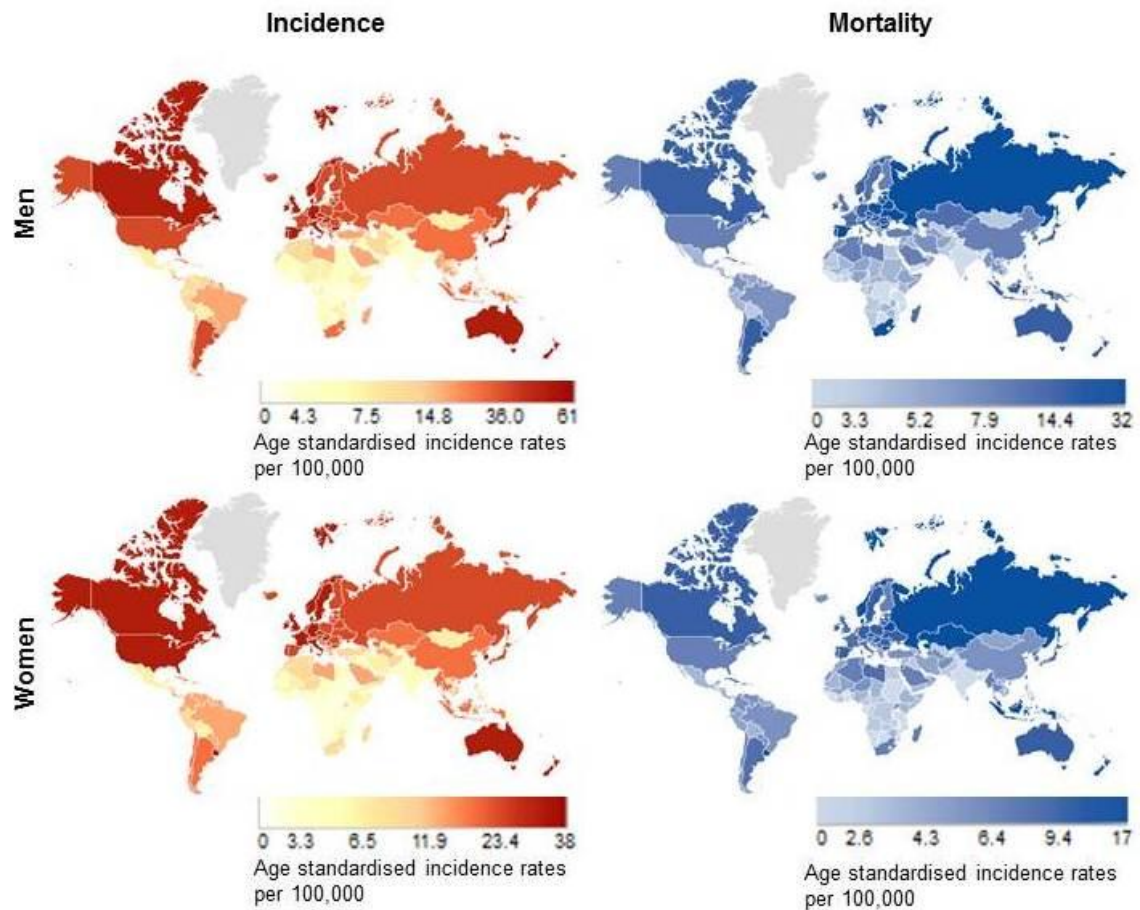 Incidence
Mortality
Men
0 4.3 7.5 14.8 36.0 61
Age standardised incidence rates
per 100,000
0 3.3 5.2 7.9 14.4 32
Age standardised incidence rates
per 100,000
Women
0 3.3 6.5 11.9 23.4 38
Age standardised incidence rates
per 100,000
0 2.6 4.3 6.4 9.4 17
Age standardised incidence rates
per 100,000